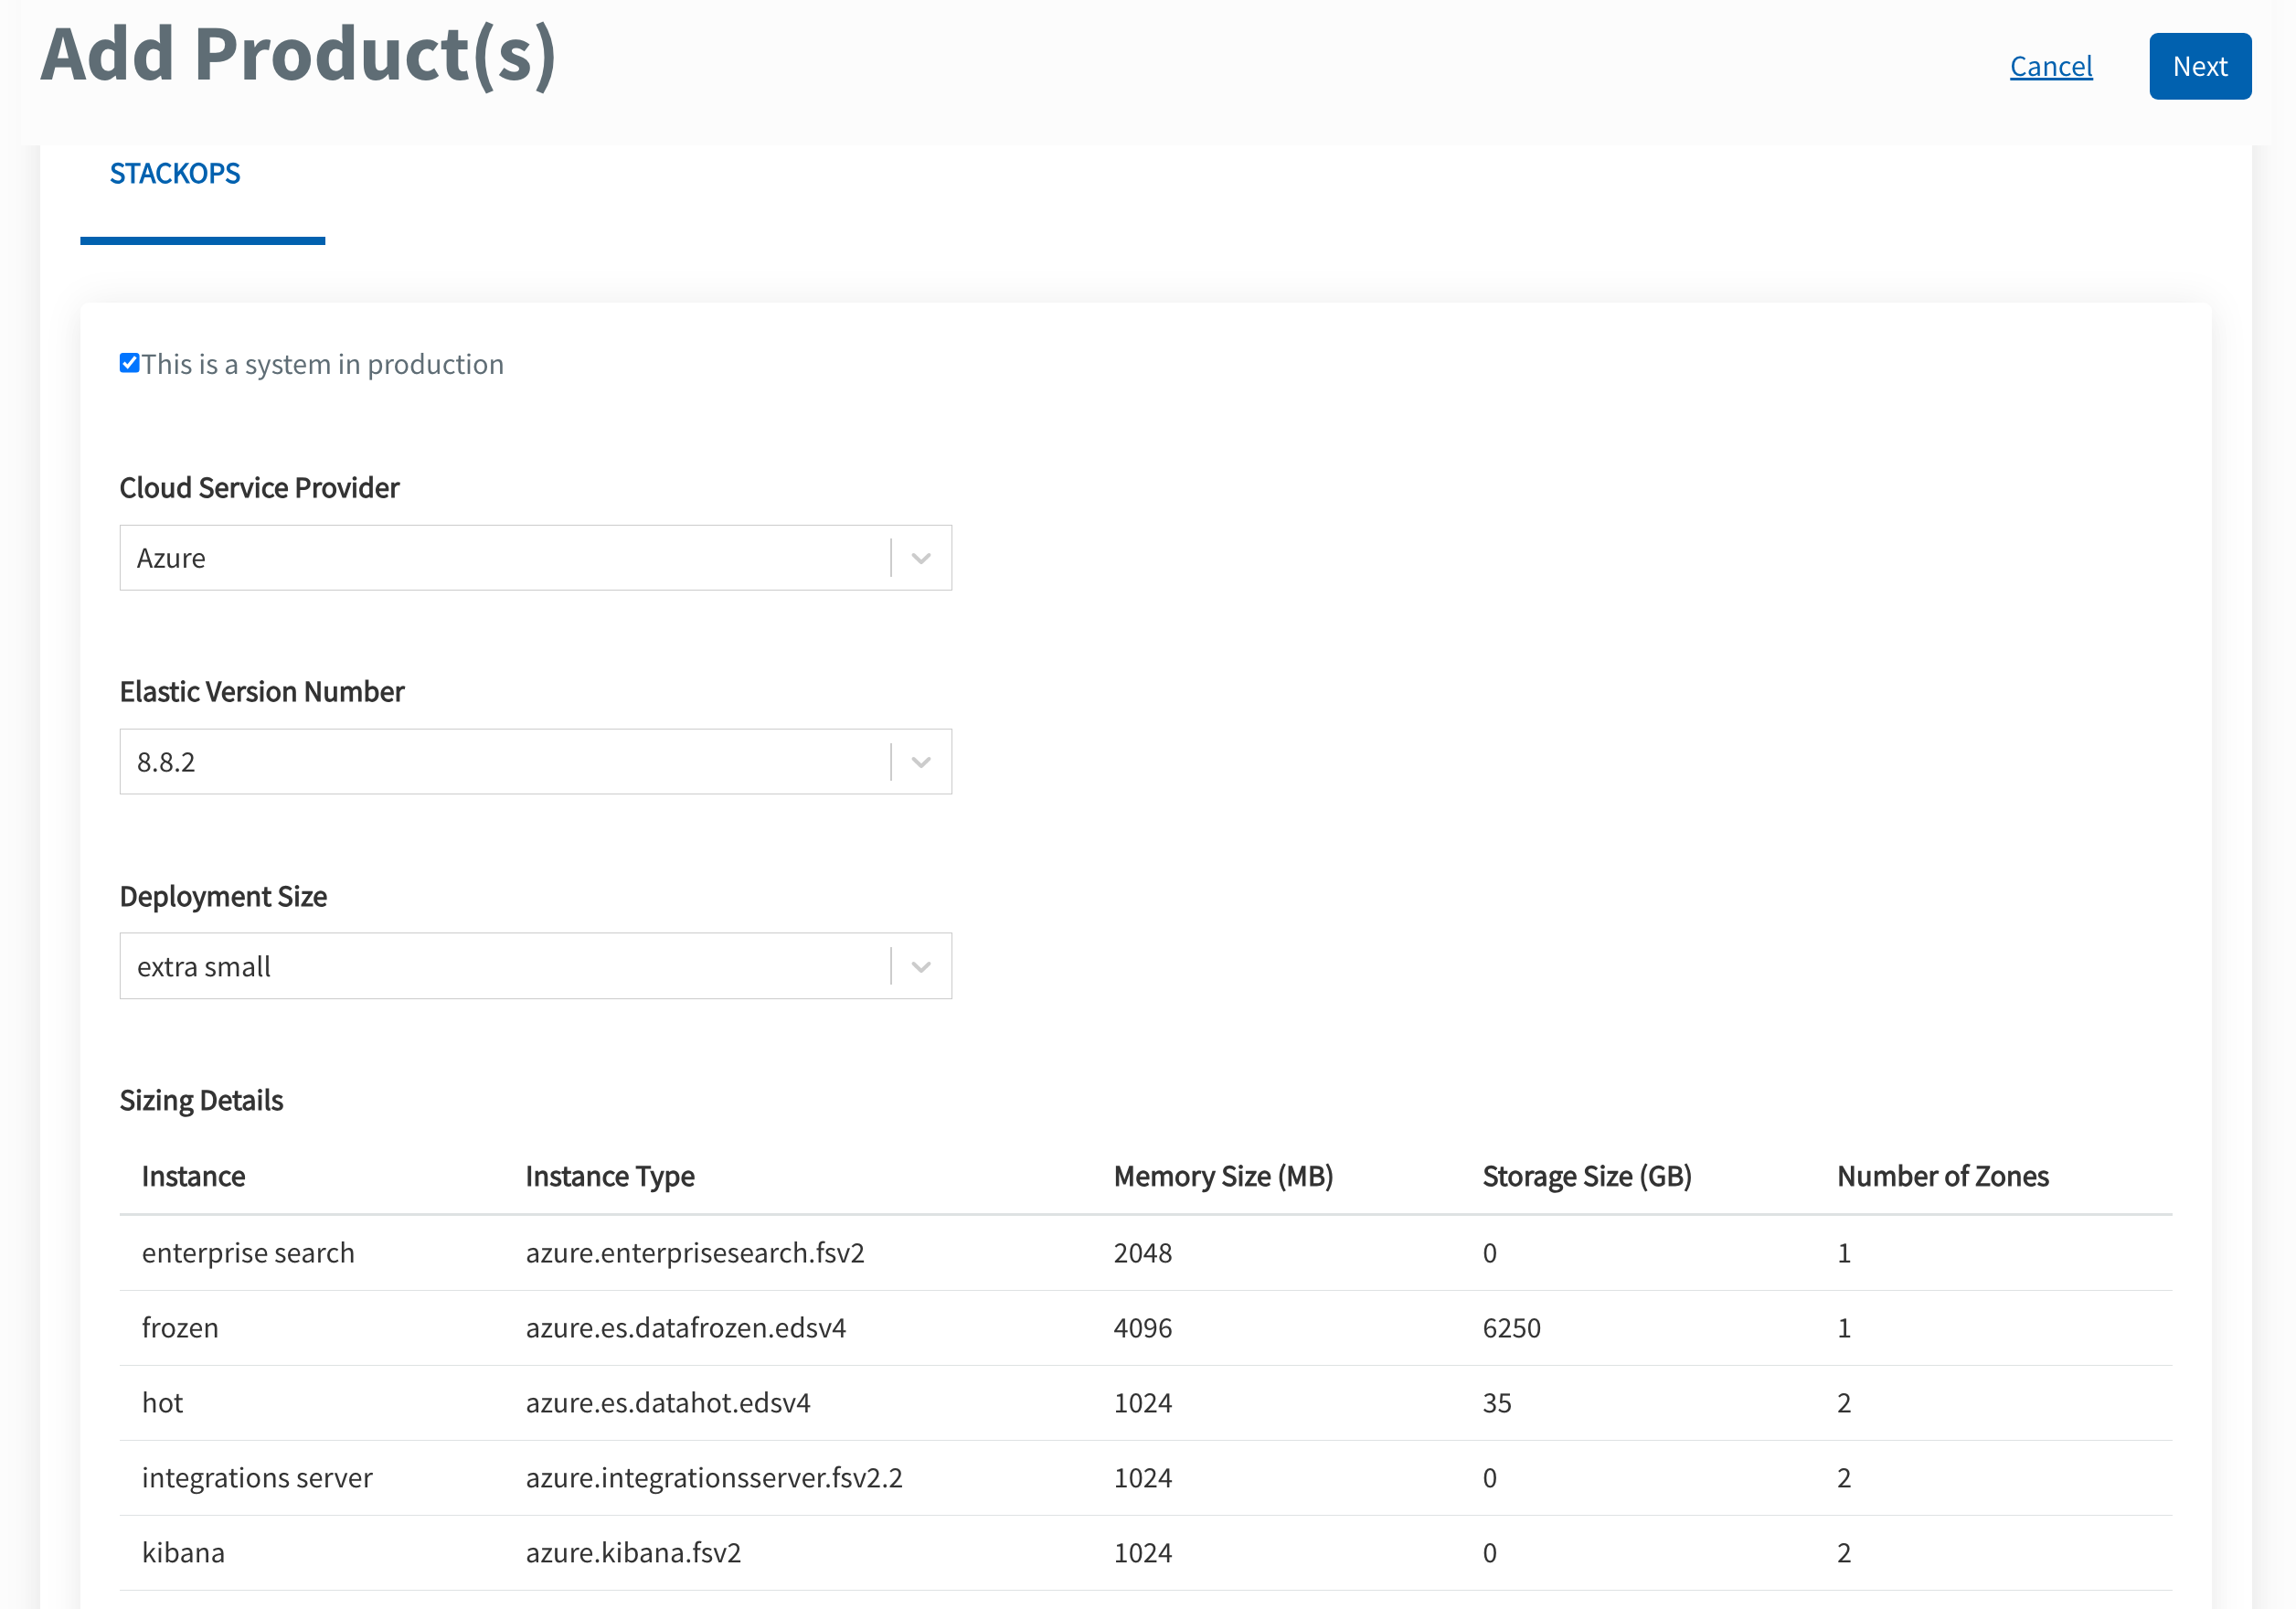 Add Product(s)
Cancel
Next
STACKOPS
This is a system in production
Cloud Service Provider
Azure
Elastic Version Number
8.8.2
Deployment Size
extra small
Sizing Details
Instance Instance Type Memory Size (MB) Storage Size (GB) Number of Zones
enterprise search azure.enterprisesearch.fsv2 2048 0 1
frozen azure.es.datafrozen.edsv4 4096 6250 1
hot azure.es.datahot.edsv4 1024 35 2
integrations server azure.integrationsserver.fsv2.2 1024 0 2
kibana azure.kibana.fsv2 1024 0 2